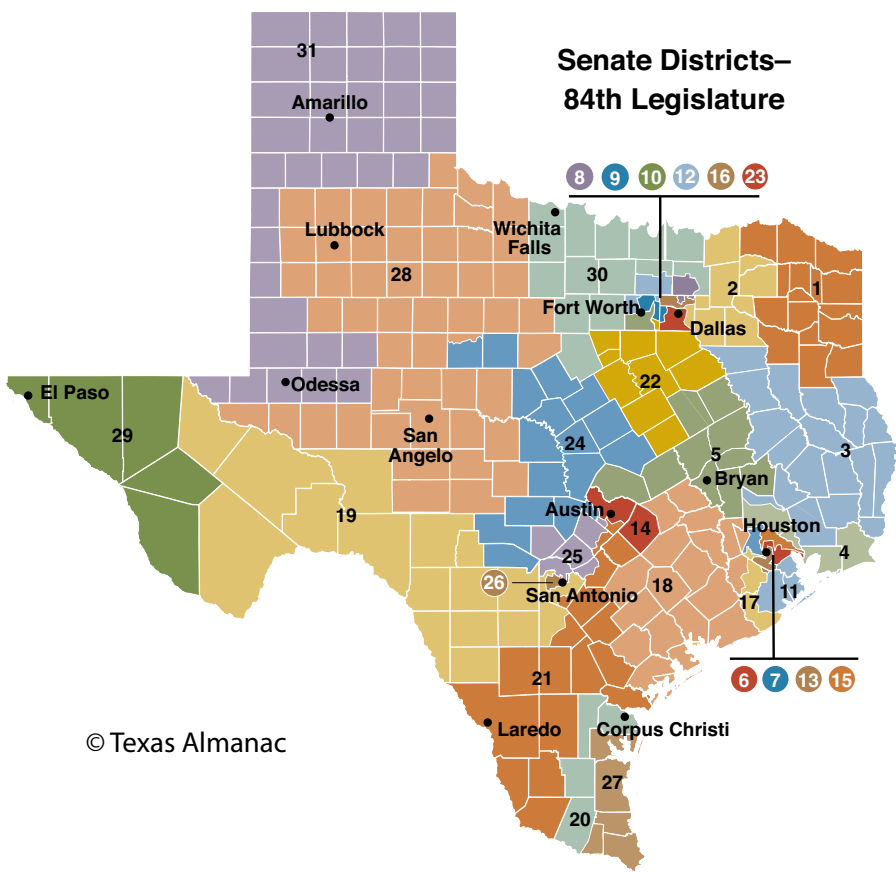 Senate Districts–
84th Legislature
31
Amarillo
8 9 10 12 16 23
Wichita
Falls
Lubbock
28
30
2
1
Fort Worth
Dallas
El Paso
Odessa
22
29
San
Angelo
24
3
5
Bryan
19
Austin
14
Houston
25
4
26
San Antonio
18
17
11
21
6 7 13 15
Laredo
Corpus Christi
© Texas Almanac
27
20